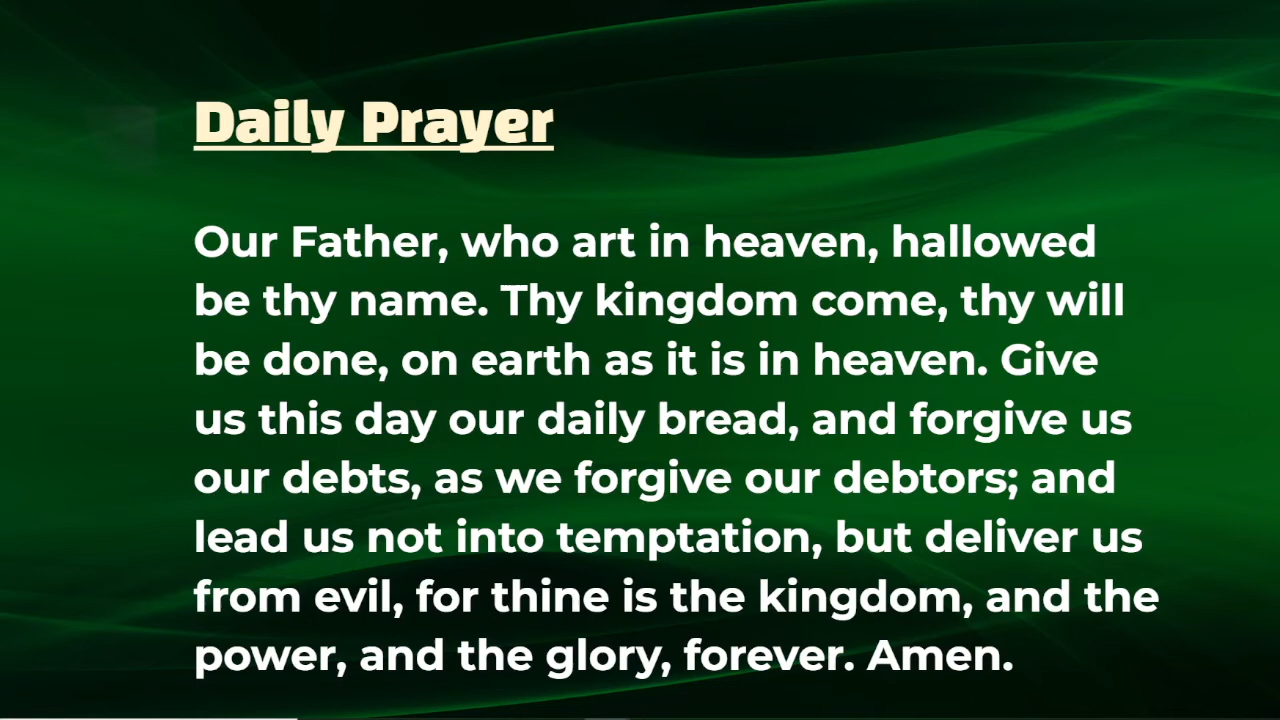 Daily Prayer
Our Father, who art in heaven, hallowed
be thy name. Thy kingdom come, thy will
be done, on earth as it is in heaven. Give
us this day our daily bread, and forgive us
our debts, as we forgive our debtors; and
lead us not into temptation, but deliver us
from evil, for thine is the kingdom, and the
power, and the glory, forever. Amen.